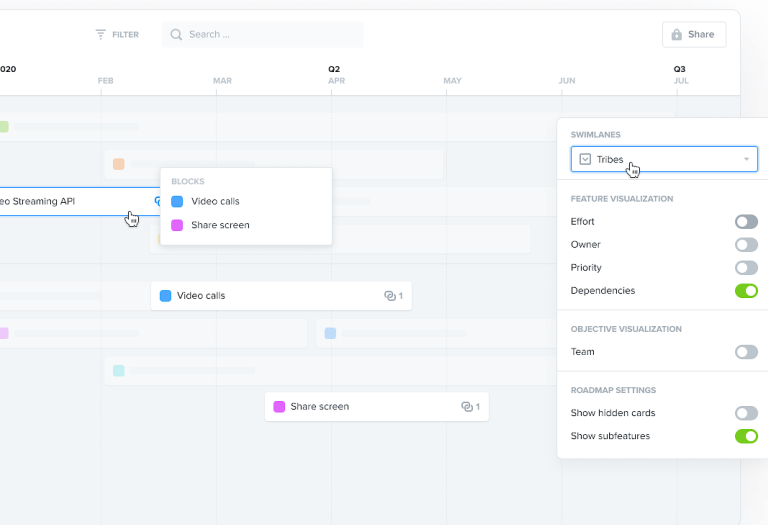 FILTER
Search ...
Share
020
Q2
Q3
FEB
MAR
APR
MAY
JUN
JUL
SWIMLANES
Tribes
BLOCKS
Video calls
Share screen
eo Streaming API
FEATURE VISUALIZATION
Effort
Owner
Priority
Dependencies
Video calls
1
OBJECTIVE VISUALIZATION
Team
ROADMAP SETTINGS
Share screen
1
Show hidden cards
Show subfeatures